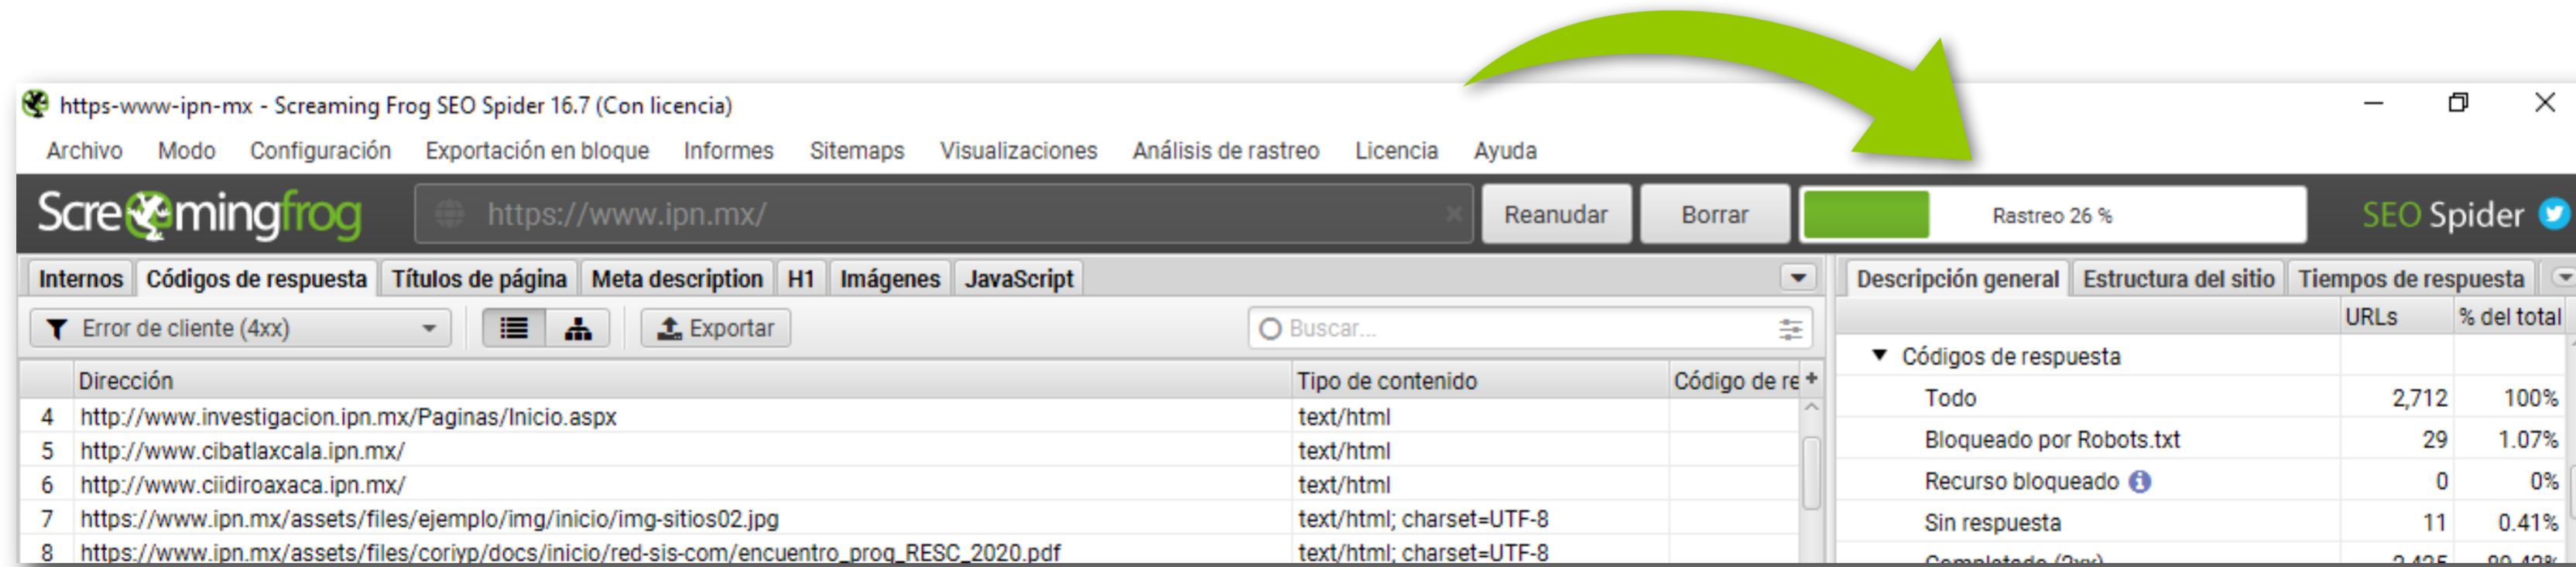 https-www-ipn-mx - Screaming Frog SEO Spider 16.7 (Con licencia)
Archivo Modo Configuración Exportación en bloque Informes Sitemaps Visualizaciones Análisis de rastreo Licencia Ayuda
Screamingfrog https://www.ipn.mx/ Reanudar Borrar Rastreo 26 % SEO Spider
Internos Códigos de respuesta Títulos de página Meta description H1 Imágenes JavaScript Descripción general Estructura del sitio Tiempos de respuesta
Error de cliente (4xx) Exportar Buscar... URLs % del total
Códigos de respuesta
Dirección Tipo de contenido Código de re
Todo 2,712 100%
4 http://www.investigacion.ipn.mx/Paginas/Inicio.aspx text/html
Bloqueado por Robots.txt 29 1.07%
5 http://www.cibatlaxcala.ipn.mx/ text/html
6 http://www.ciidiroaxaca.ipn.mx/ text/html
Recurso bloqueado 0 0%
7 https://www.ipn.mx/assets/files/ejemplo/img/inicio/img-sitios02.jpg text/html; charset=UTF-8
Sin respuesta 11 0.41%
8 https://www.ipn.mx/assets/files/coriyp/docs/inicio/red-sis-com/encuentro_prog_RESC_2020.pdf text/html; charset=UTF-8
Completado (2xx)